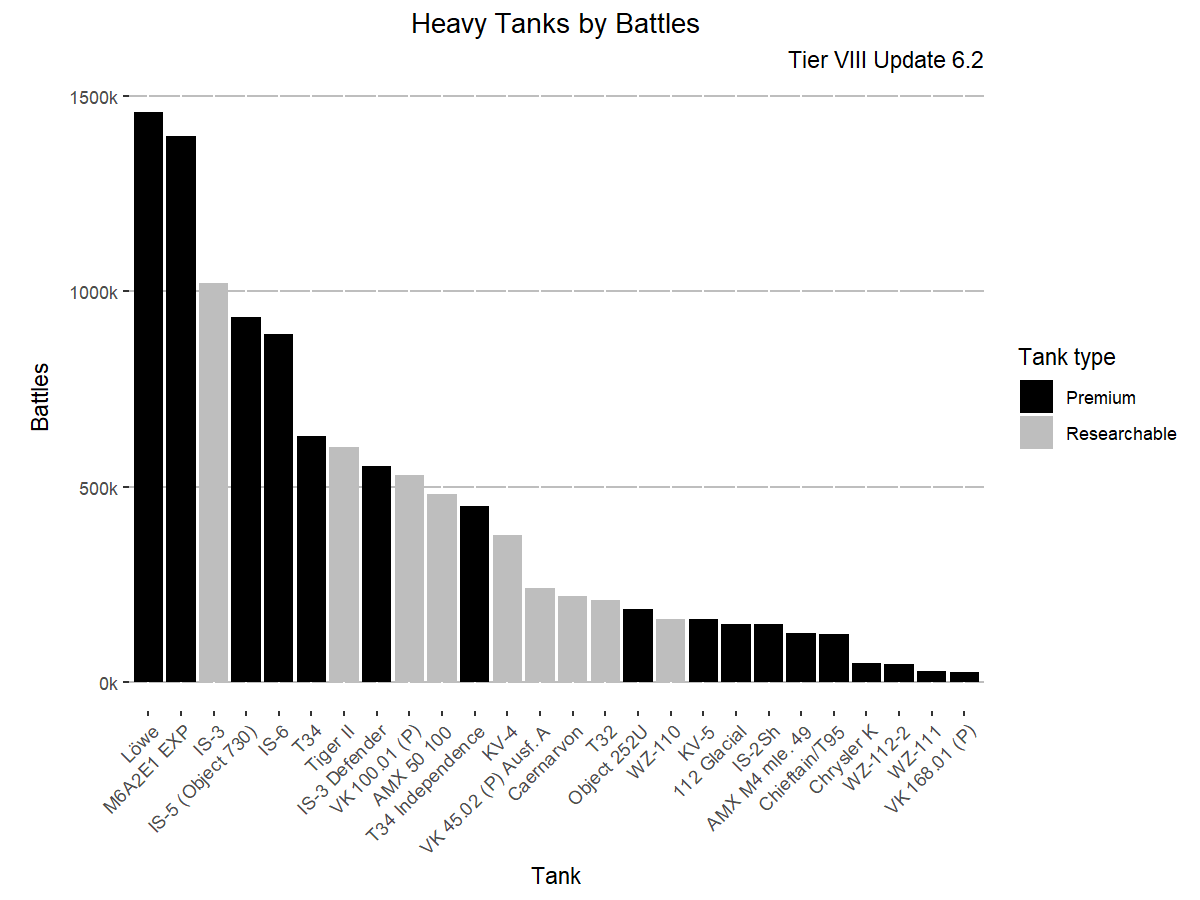 Heavy Tanks by Battles
Tier VIII Update 6.2
1500k
1000k
500k
0k
Battles
Löwe
M6A2E1 EXP
IS-3
IS-5 (Object 730)
IS-6
T34
Tiger II
IS-3 Defender
VK 100.01 (P)
AMX 50 100
T34 Independence
KV-4
VK 45.02 (P) Ausf. A
Caernarvon
T32
Object 252U
WZ-110
KV-5
112 Glacial
IS-2Sh
AMX M4 mle. 49
Chieftain/T95
Chrysler K
WZ-112-2
WZ-111
VK 168.01 (P)
Tank
Tank type
Premium
Researchable